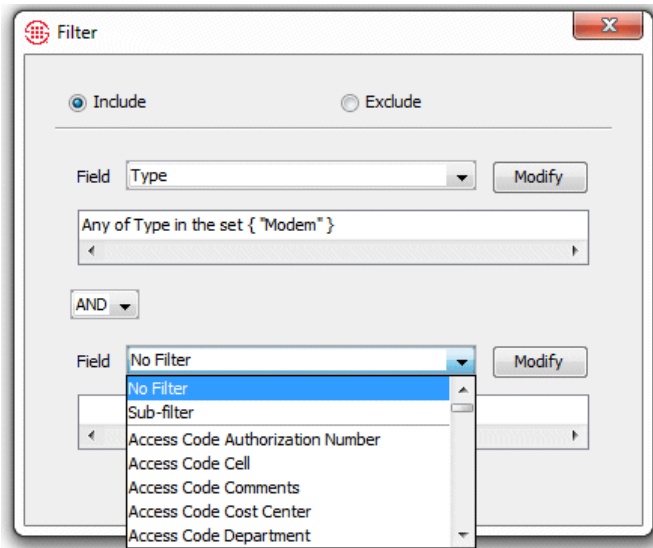 Filter
Include Exclude
Field Type Modify
Any of Type in the set { "Modem" }
AND
Field No Filter Modify
No Filter
Sub-filter
Access Code Authorization Number
Access Code Cell
Access Code Comments
Access Code Cost Center
Access Code Department